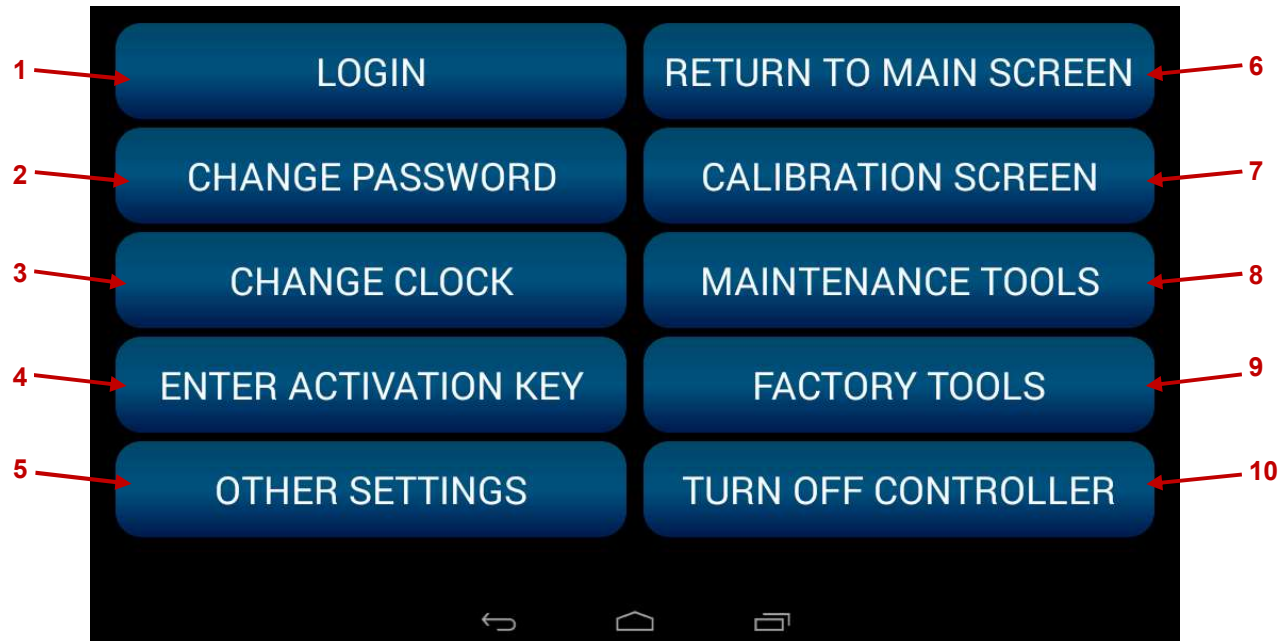 1 LOGIN RETURN TO MAIN SCREEN 6
2 CHANGE PASSWORD CALIBRATION SCREEN 7
3 CHANGE CLOCK MAINTENANCE TOOLS 8
4 ENTER ACTIVATION KEY FACTORY TOOLS 9
5 OTHER SETTINGS TURN OFF CONTROLLER 10